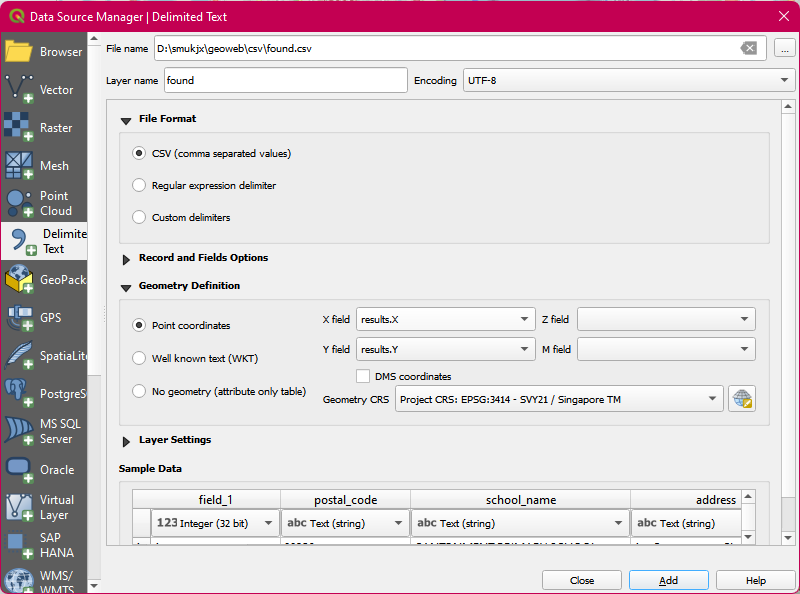 Data Source Manager | Delimited Text
File name
D:\smukjx\geoweb\csv\found.csv
...
Layer name
found
Encoding
UTF-8
Browser
Vector
Raster
Mesh
Point
Cloud
Delimite
Text
GeoPack
GPS
SpatiaLite
PostgreS
MS SQL
Server
Oracle
Virtual
Layer
SAP
HANA
WMS/
WMTS
File Format
CSV (comma separated values)
Regular expression delimiter
Custom delimiters
Record and Fields Options
Geometry Definition
Point coordinates
X field
results.X
Z field
Well known text (WKT)
Y field
results.Y
M field
No geometry (attribute only table)
DMS coordinates
Geometry CRS
Project CRS: EPSG:3414 - SVY21 / Singapore TM
Layer Settings
Sample Data
field_1 postal_code school_name address
123 Integer (32 bit) abc Text (string) abc Text (string) abc Text (string)
Close
Add
Help